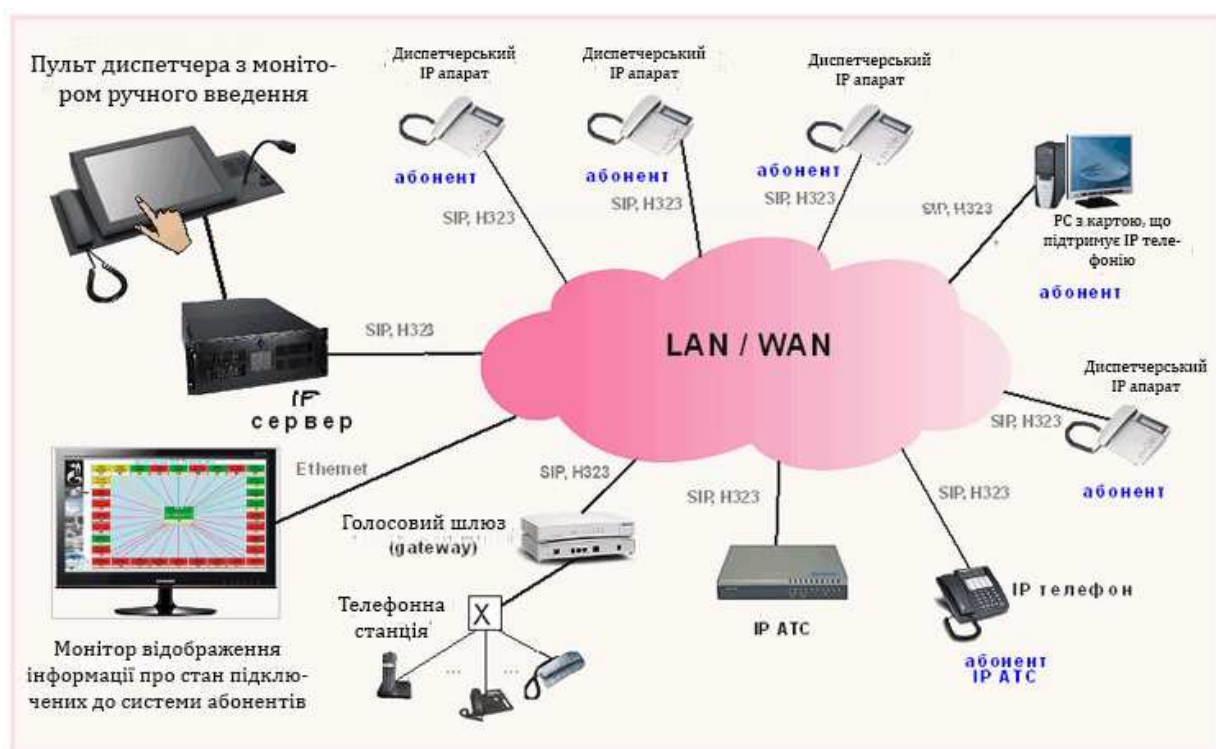 Диспетчерський
IP апарат
Диспетчерський
IP апарат
Диспетчерський
IP апарат
Пульт диспетчера з моніто-
ром ручного введення
абонент
абонент
абонент
SIP, H323
SIP, H323
SIP, H323
SIP, H323
PC з картою, що
підтримує IP теле-
фонію
абонент
SIP, H323
LAN / WAN
IP
сервер
Диспетчерський
IP апарат
SIP, H323
абонент
Ethernet
SIP, H323
SIP, H323
SIP, H323
Голосовий шлюз
(gateway)
Телефонна
станція
X
... ...
IP АТС
IP телефон
абонент
IP АТС
Монітор відображення
інформації про стан підклю-
чених до системи абонентів